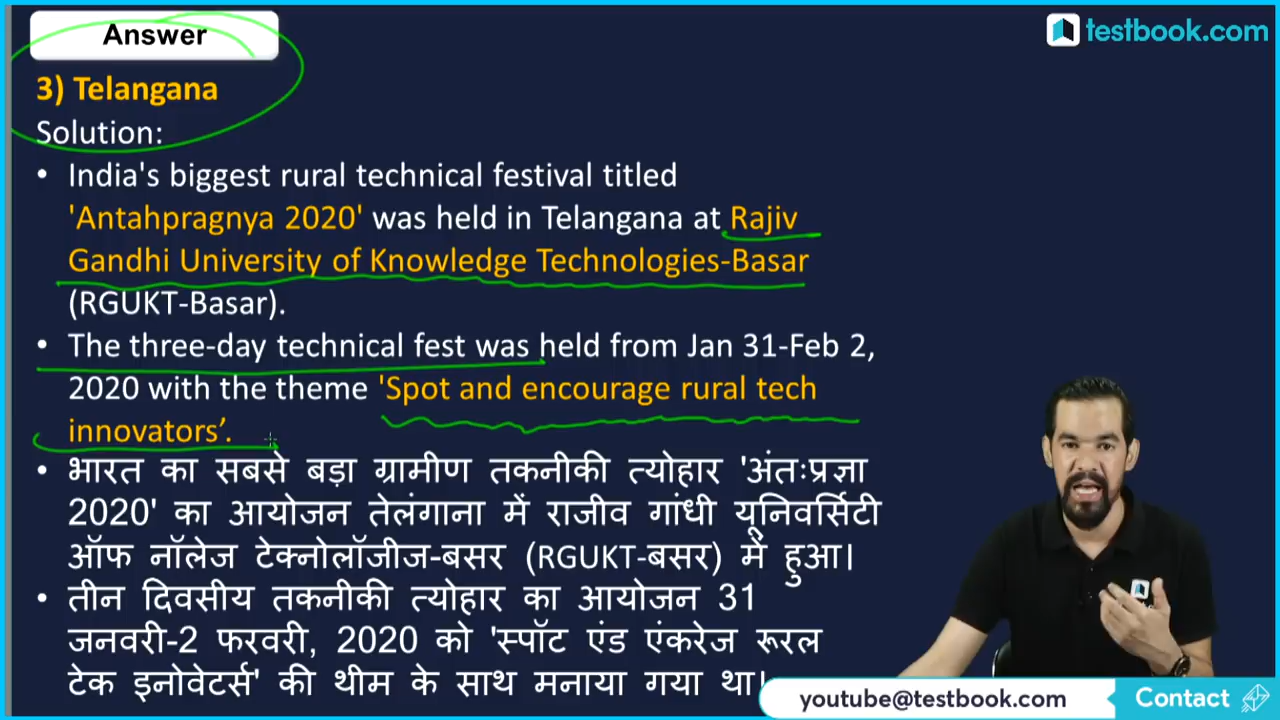 Answer
testbook.com
3) Telangana
Solution:
• India's biggest rural technical festival titled
'Antahpragnya 2020' was held in Telangana at Rajiv
Gandhi University of Knowledge Technologies-Basar
(RGUKT-Basar).
• The three-day technical fest was held from Jan 31-Feb 2,
2020 with the theme 'Spot and encourage rural tech
innovators’.
• भारत का सबसे बड़ा ग्रामीण तकनीकी त्योहार 'अंतःप्रज्ञा
2020' का आयोजन तेलंगाना में राजीव गांधी यूनिवर्सिटी
ऑफ नॉलेज टेक्नोलॉजीज-बसर (RGUKT-बसर) में हुआ।
• तीन दिवसीय तकनीकी त्योहार का आयोजन 31
जनवरी-2 फरवरी, 2020 को 'स्पॉट एंड एंकरेज रूरल
टेक इनोवेटर्स' की थीम के साथ मनाया गया था।
youtube@testbook.com
Contact